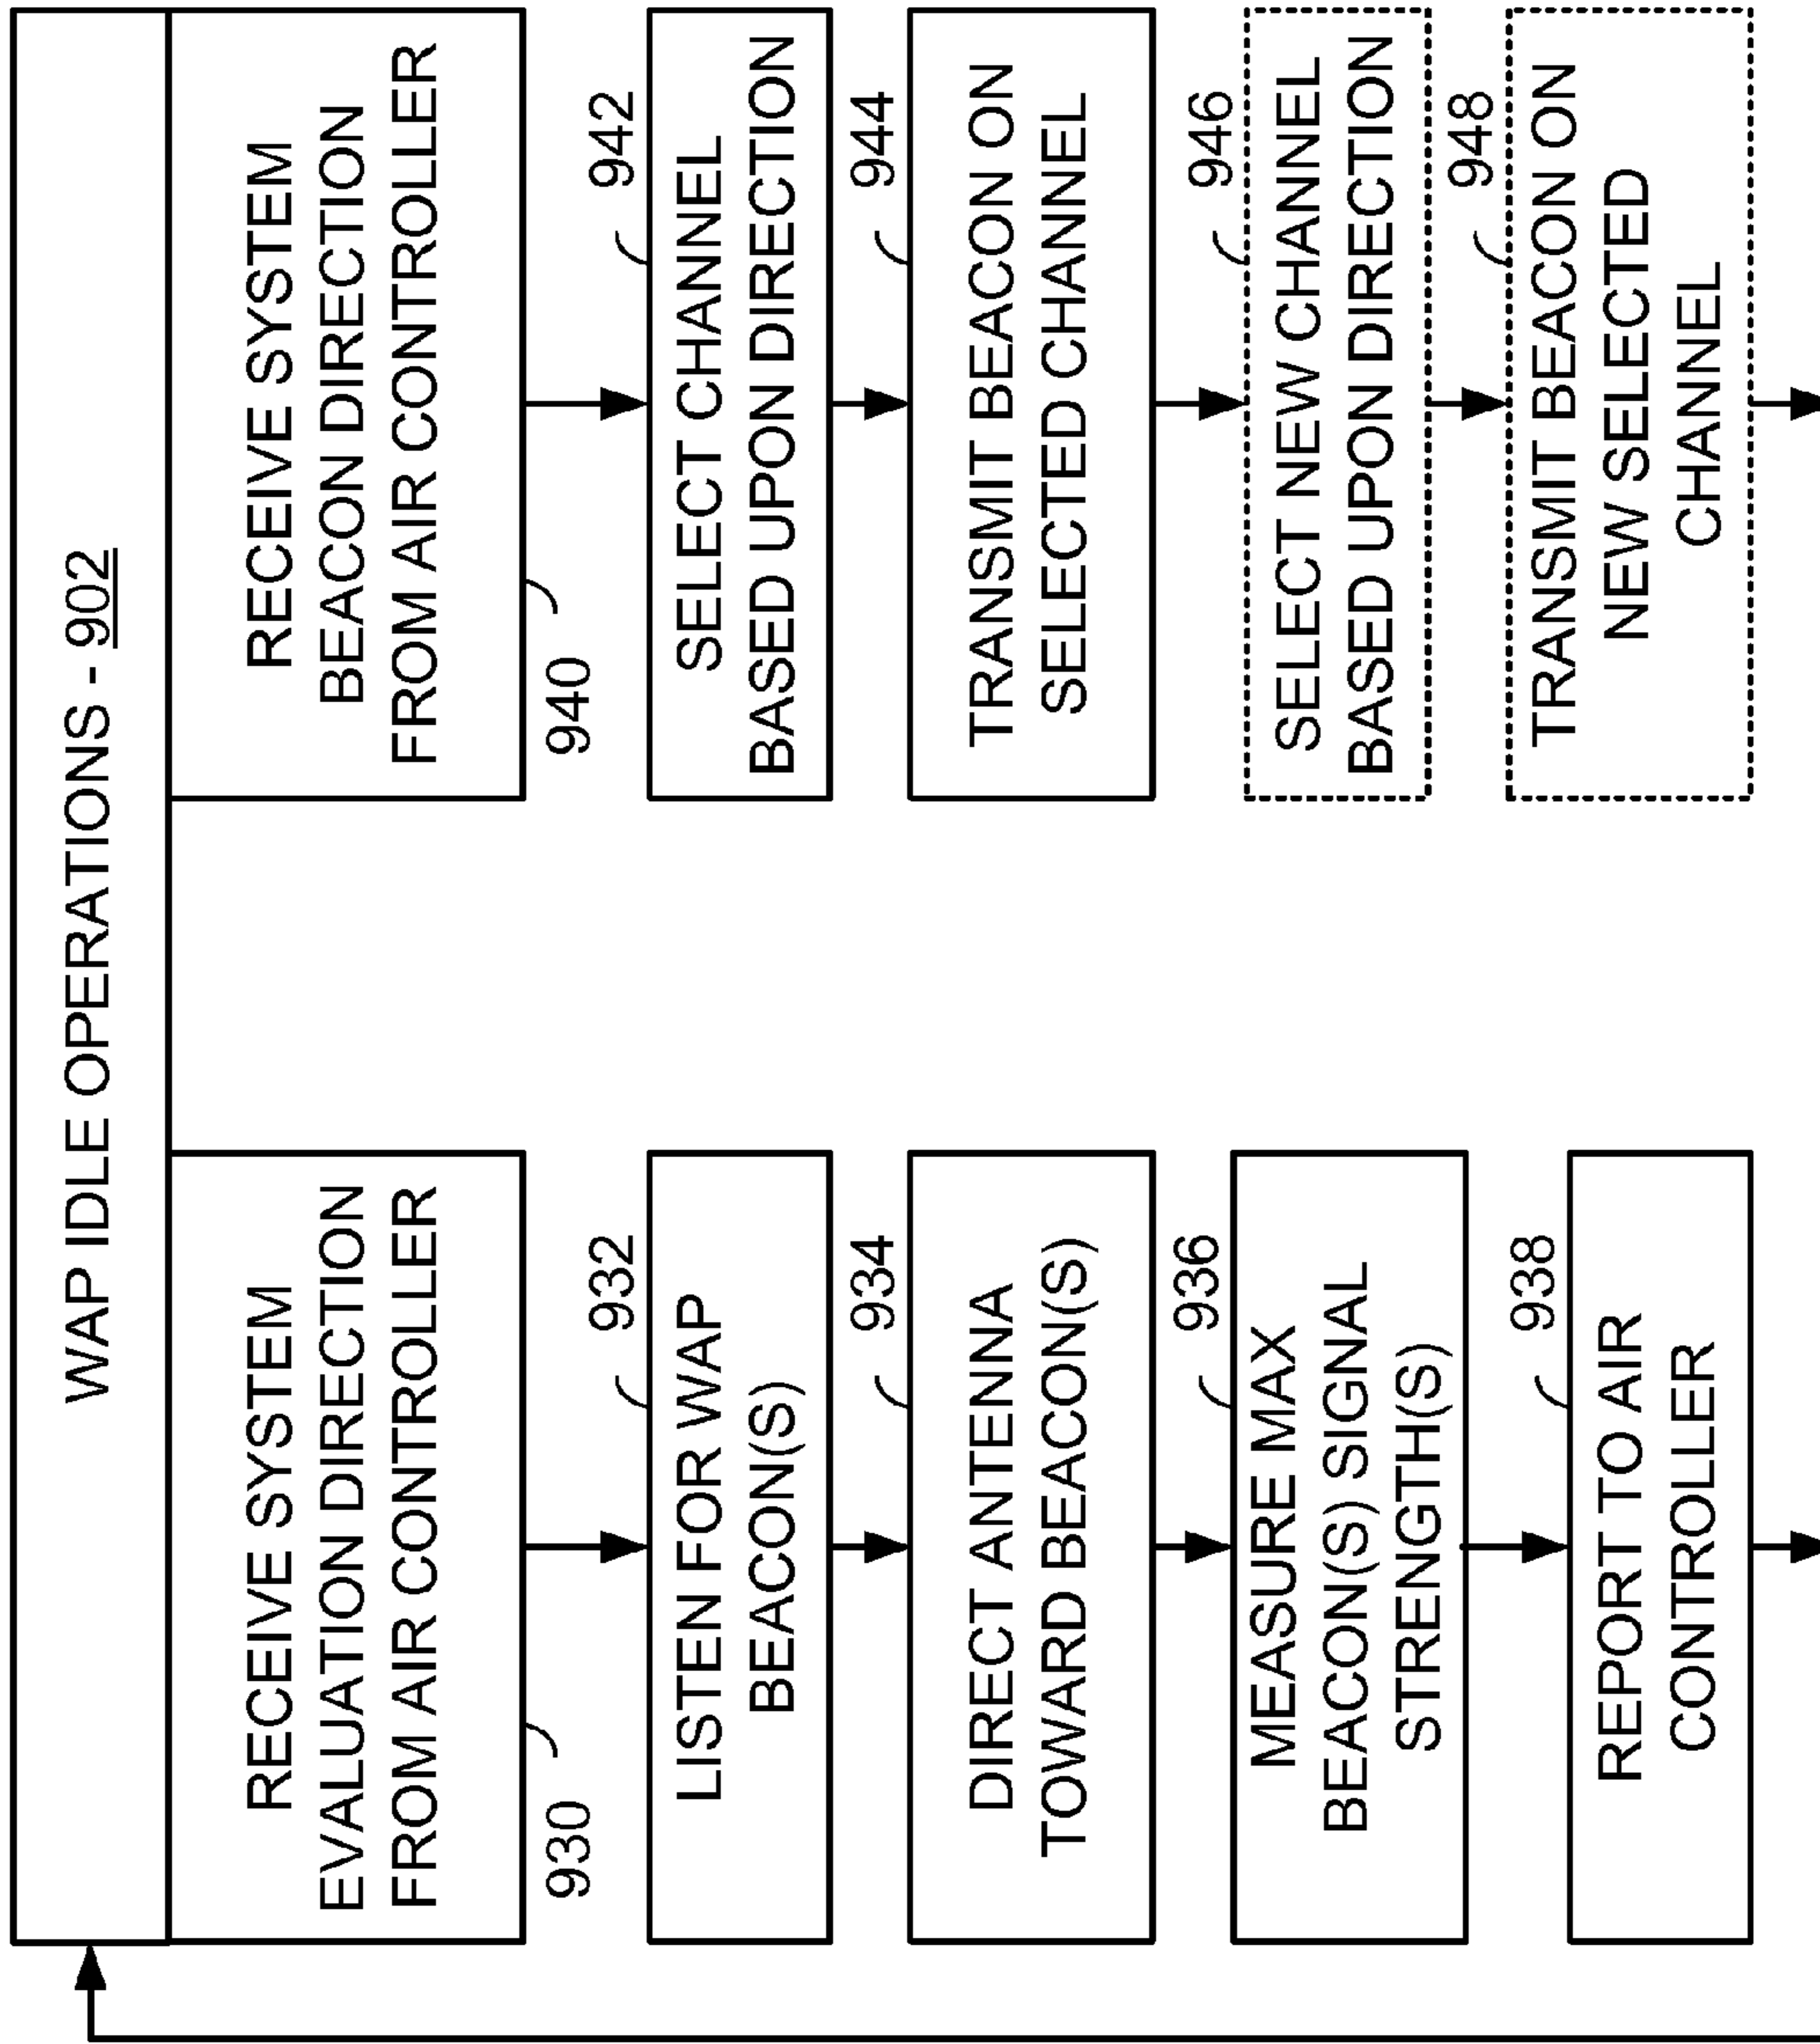 WAP IDLE OPERATIONS - 902
RECEIVE SYSTEM
EVALUATION DIRECTION
FROM AIR CONTROLLER
930
932
LISTEN FOR WAP
BEACON(S)
934
DIRECT ANTENNA
TOWARD BEACON(S)
936
MEASURE MAX
BEACON(S) SIGNAL
STRENGTH(S)
938
REPORT TO AIR
CONTROLLER
RECEIVE SYSTEM
BEACON DIRECTION
FROM AIR CONTROLLER
940
942
SELECT CHANNEL
BASED UPON DIRECTION
944
TRANSMIT BEACON ON
SELECTED CHANNEL
946
SELECT NEW CHANNEL
BASED UPON DIRECTION
948
TRANSMIT BEACON ON
NEW SELECTED
CHANNEL